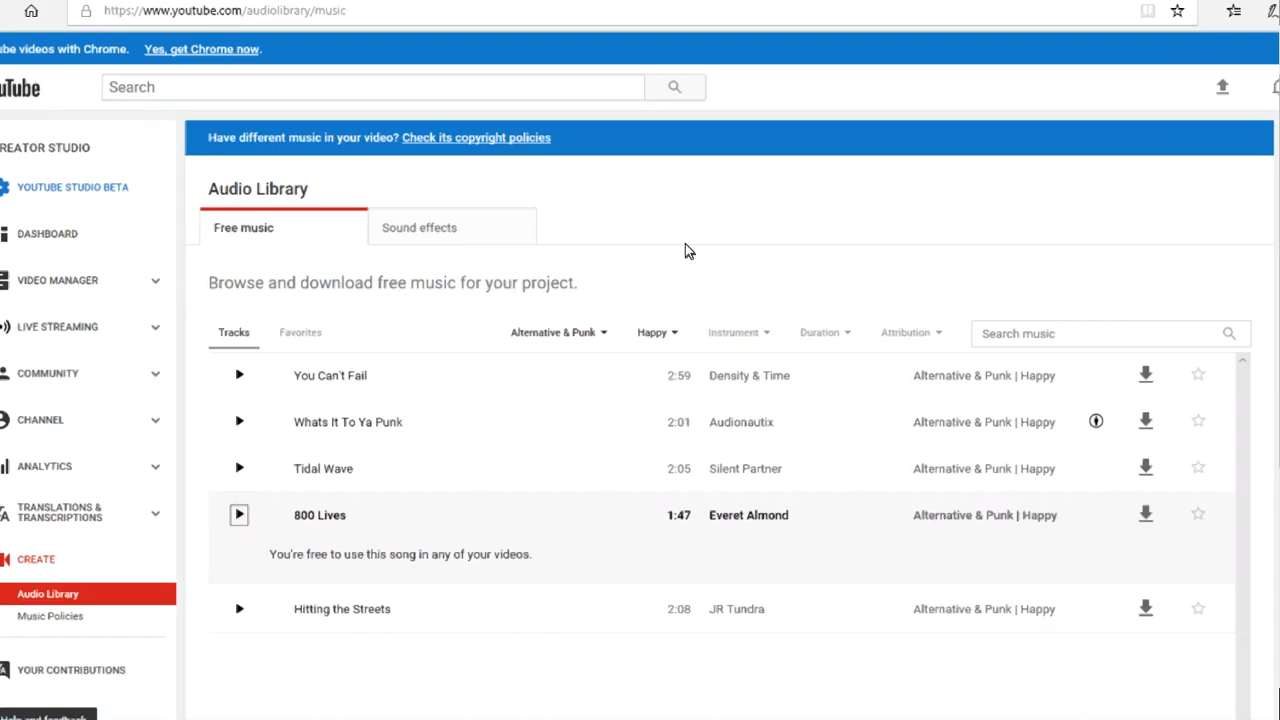 https://www.youtube.com/audiolibrary/music
ube videos with Chrome. Yes, get Chrome now.
uTube
Search
Have different music in your video? Check its copyright policies
REATOR STUDIO
YOUTUBE STUDIO BETA
DASHBOARD
VIDEO MANAGER
LIVE STREAMING
COMMUNITY
CHANNEL
ANALYTICS
TRANSLATIONS &
TRANSCRIPTIONS
CREATE
Audio Library
Music Policies
YOUR CONTRIBUTIONS
Help and feedback
Audio Library
Free music Sound effects
Browse and download free music for your project.
Tracks Favorites Alternative & Punk Happy Instrument Duration Attribution Search music
You Can't Fail 2:59 Density & Time Alternative & Punk | Happy
Whats It To Ya Punk 2:01 Audionautix Alternative & Punk | Happy
Tidal Wave 2:05 Silent Partner Alternative & Punk | Happy
800 Lives 1:47 Everet Almond Alternative & Punk | Happy
You're free to use this song in any of your videos.
Hitting the Streets 2:08 JR Tundra Alternative & Punk | Happy